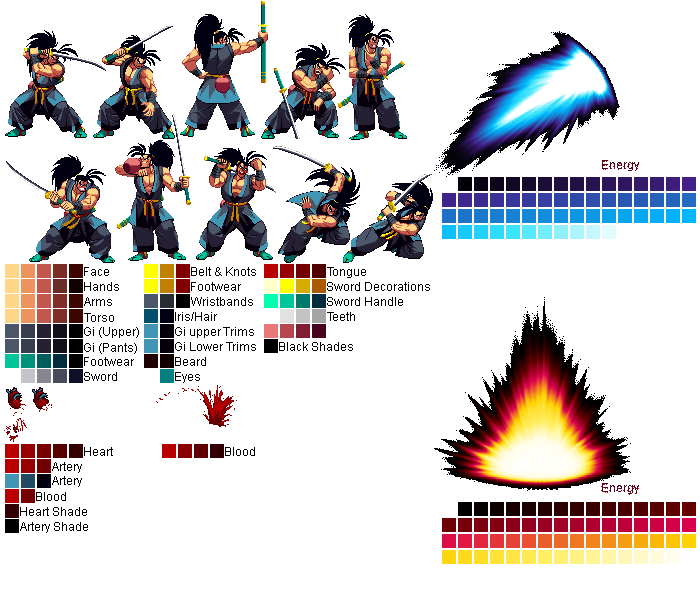 Energy
Face
Hands
Arms
Torso
Gi (Upper)
Gi (Pants)
Footwear
Sword
Belt & Knots
Footwear
Wristbands
Iris/Hair
Gi upper Trims
Gi Lower Trims
Beard
Eyes
Tongue
Sword Decorations
Sword Handle
Teeth
Black Shades
Heart
Artery
Artery
Blood
Heart Shade
Artery Shade
Blood
Energy